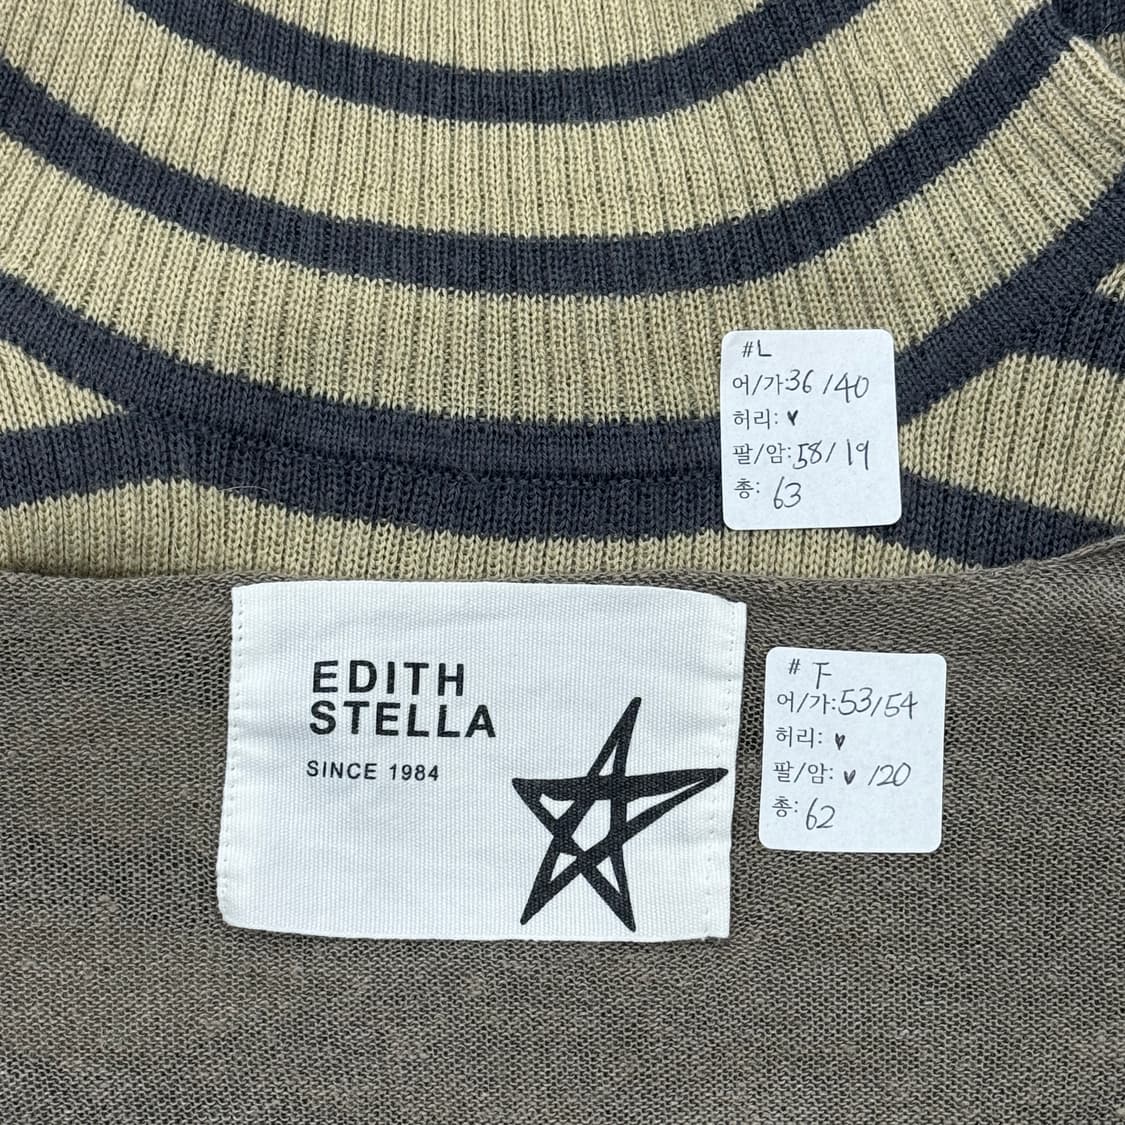 #L
어/가:36/40
허리: ♥
팔/암:58/19
총: 63
EDITH
STELLA
SINCE 1984
# F
어/가:53/54
허리: ♥
팔/암: ♥/20
총: 62